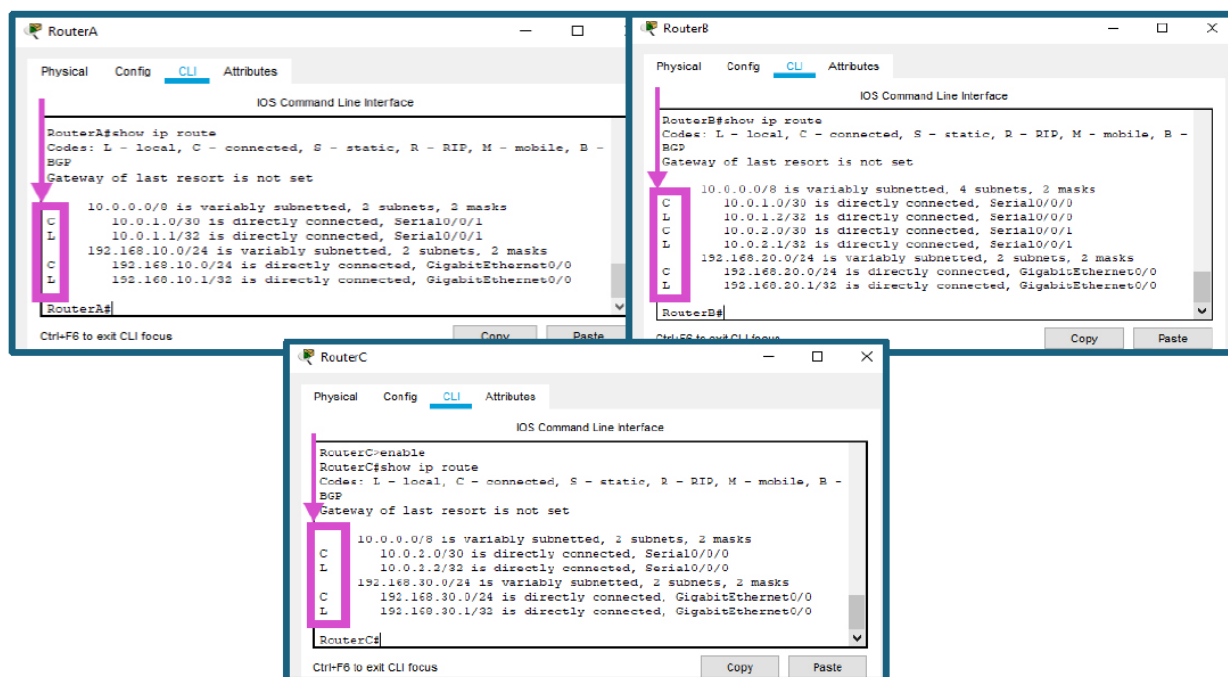 RouterA
Physical Config CLI Attributes
IOS Command Line Interface
RouterA#show ip route
Codes: L - local, C - connected, S - static, R - RIP, M - mobile, B -
BGP
Gateway of last resort is not set
10.0.0.0/8 is variably subnetted, 2 subnets, 2 masks
C 10.0.1.0/30 is directly connected, Serial0/0/1
L 10.0.1.1/32 is directly connected, Serial0/0/1
192.168.10.0/24 is variably subnetted, 2 subnets, 2 masks
C 192.168.10.0/24 is directly connected, GigabitEthernet0/0
L 192.168.10.1/32 is directly connected, GigabitEthernet0/0
RouterA#
Ctrl+F6 to exit CLI focus
Copy Paste
RouterB
Physical Config CLI Attributes
IOS Command Line Interface
RouterB#show ip route
Codes: L - local, C - connected, S - static, R - RIP, M - mobile, B -
BGP
Gateway of last resort is not set
10.0.0.0/8 is variably subnetted, 4 subnets, 2 masks
C 10.0.1.0/30 is directly connected, Serial0/0/0
L 10.0.1.2/32 is directly connected, Serial0/0/0
C 10.0.2.0/30 is directly connected, Serial0/0/1
L 10.0.2.1/32 is directly connected, Serial0/0/1
192.168.20.0/24 is variably subnetted, 2 subnets, 2 masks
C 192.168.20.0/24 is directly connected, GigabitEthernet0/0
L 192.168.20.1/32 is directly connected, GigabitEthernet0/0
RouterB#
Ctrl+F6 to exit CLI focus
Copy Paste
RouterC
Physical Config CLI Attributes
IOS Command Line Interface
RouterC>enable
RouterC#show ip route
Codes: L - local, C - connected, S - static, R - RIP, M - mobile, B -
BGP
Gateway of last resort is not set
10.0.0.0/8 is variably subnetted, 2 subnets, 2 masks
C 10.0.2.0/30 is directly connected, Serial0/0/0
L 10.0.2.2/32 is directly connected, Serial0/0/0
192.168.30.0/24 is variably subnetted, 2 subnets, 2 masks
C 192.168.30.0/24 is directly connected, GigabitEthernet0/0
L 192.168.30.1/32 is directly connected, GigabitEthernet0/0
RouterC#
Ctrl+F6 to exit CLI focus
Copy Paste